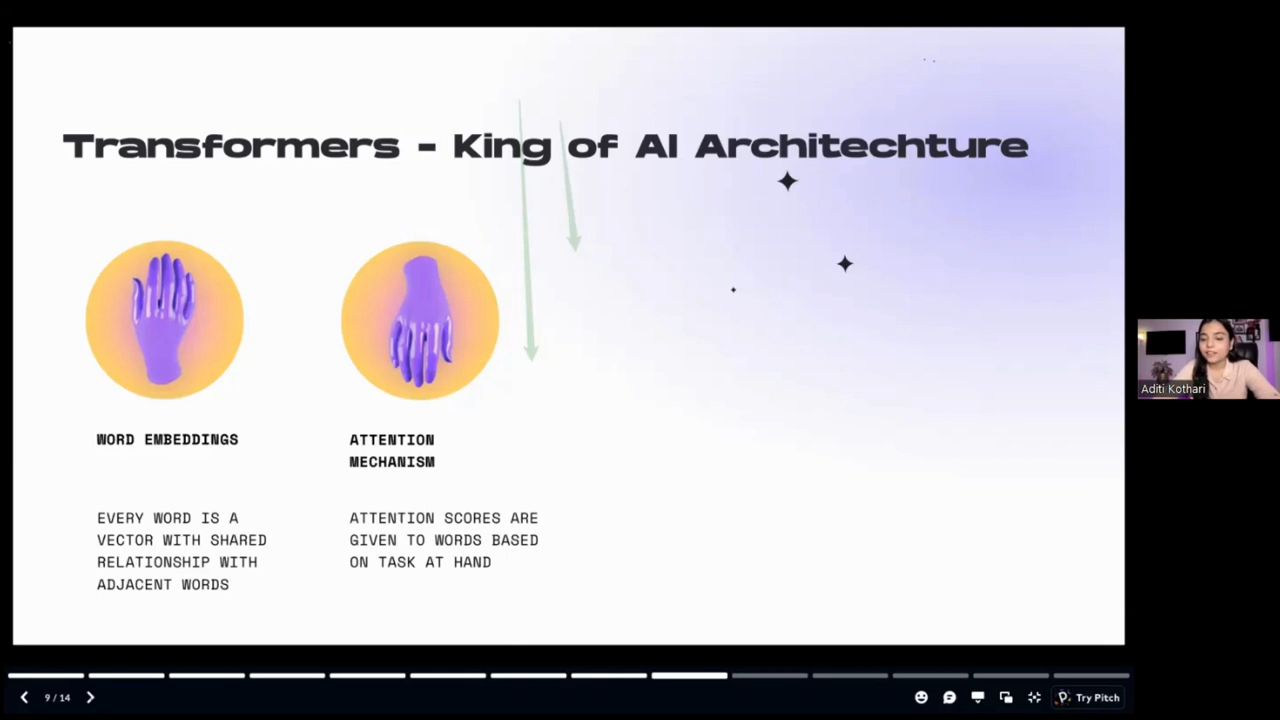 Transformers - King of AI Architechture
WORD EMBEDDINGS
ATTENTION
MECHANISM
EVERY WORD IS A
VECTOR WITH SHARED
RELATIONSHIP WITH
ADJACENT WORDS
ATTENTION SCORES ARE
GIVEN TO WORDS BASED
ON TASK AT HAND
Aditi Kothari
9 / 14
Try Pitch